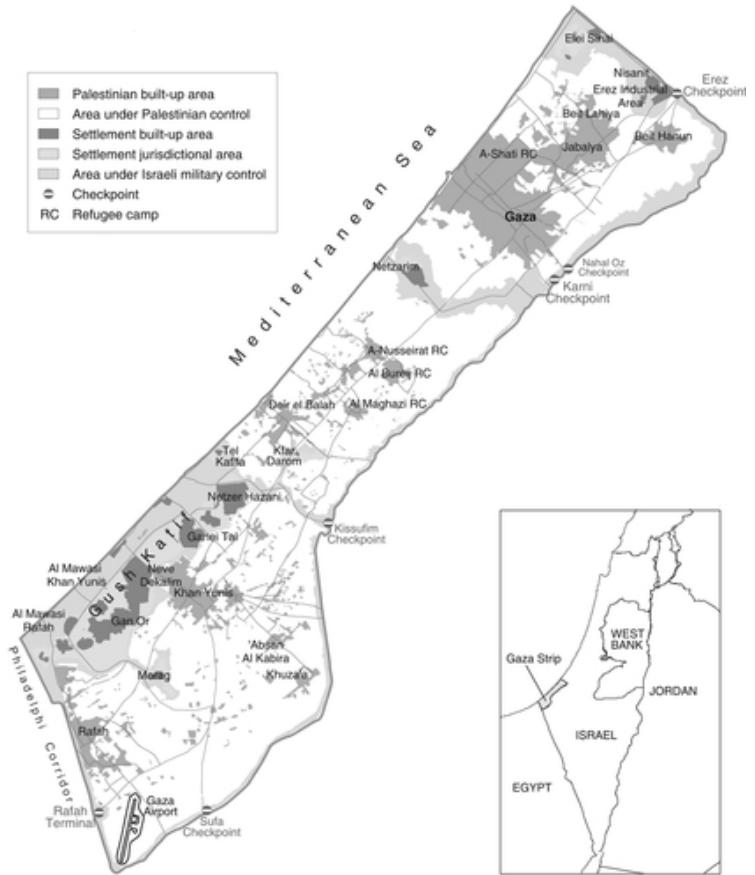 Palestinian built-up area
Area under Palestinian control
Settlement built-up area
Settlement jurisdictional area
Area under Israeli military control
Checkpoint
RC Refugee camp
Mediterranean Sea
Elei Sinai
Nisanit
Erez Industrial
Area
Erez
Checkpoint
Beit Lahiya
Beit Hanun
Jabalya
A-Shati RC
Gaza
Nahal Oz
Checkpoint
Karni
Checkpoint
Netzarim
A-Nusseirat RC
Al Burej RC
Al Maghazi RC
Deir el Balah
Kfar
Darom
Tel
Katifa
Netzer Hazani
Kissufim
Checkpoint
Ganei Tal
Gush Katif
Al Mawasi
Khan Yunis
Neve
Dekalim
Khan Yunis
Al Mawasi
Rafah
Gan Or
'Absan
Al Kabira
Khuza'a
Morag
Philadelphi Corridor
Rafah
Rafah
Terminal
Gaza
Airport
Sufa
Checkpoint
WEST
BANK
Gaza Strip
JORDAN
ISRAEL
EGYPT